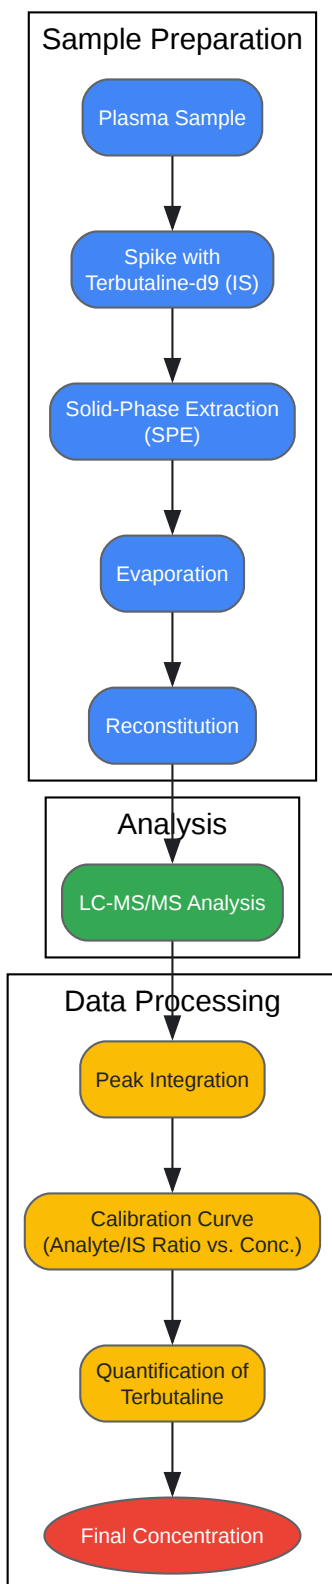 Sample Preparation
Plasma Sample
Spike with
Terbutaline-d9 (IS)
Solid-Phase Extraction
(SPE)
Evaporation
Reconstitution
Analysis
LC-MS/MS Analysis
Data Processing
Peak Integration
Calibration Curve
(Analyte/IS Ratio vs. Conc.)
Quantification of
Terbutaline
Final Concentration